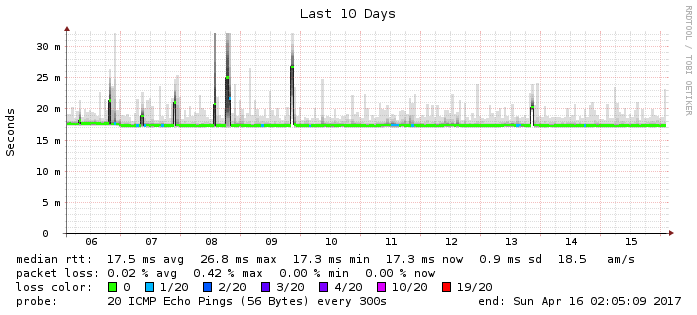 Last 10 Days
RRDTOOL / TOBI OETIKER
Seconds
30 m
25 m
20 m
15 m
10 m
5 m
0
06 07 08 09 10 11 12 13 14 15
median rtt: 17.5 ms avg 26.8 ms max 17.3 ms min 17.3 ms now 0.9 ms sd 18.5 am/s
packet loss: 0.02 % avg 0.42 % max 0.00 % min 0.00 % now
loss color: 0 1/20 2/20 3/20 4/20 10/20 19/20
probe: 20 ICMP Echo Pings (56 Bytes) every 300s end: Sun Apr 16 02:05:09 2017